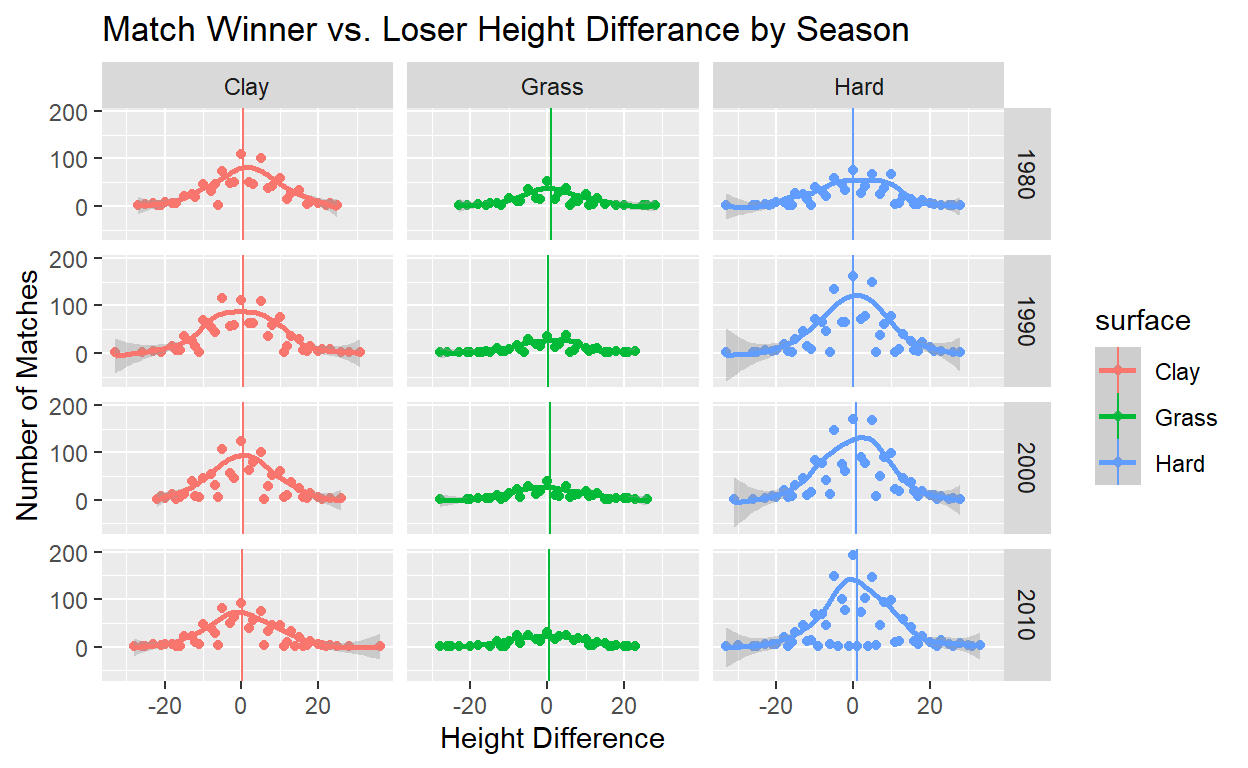 Match Winner vs. Loser Height Differance by Season
Clay
Grass
Hard
200
100
0
1980
200
100
0
1990
200
100
0
2000
200
100
0
2010
Number of Matches
-20 0 20
-20 0 20
-20 0 20
Height Difference
surface
Clay
Grass
Hard